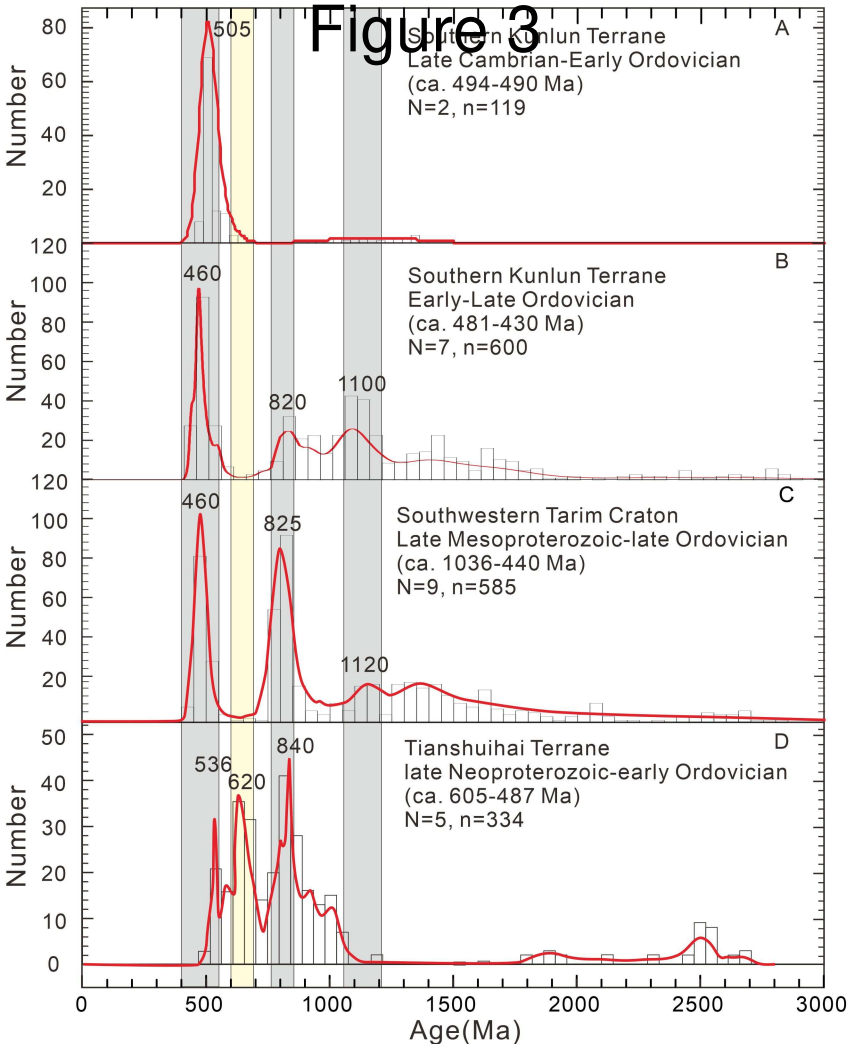 Figure 3
A
505
Southern Kunlun Terrane
Late Cambrian-Early Ordovician
(ca. 494-490 Ma)
N=2, n=119
80
60
40
20
Number
B
460
820
1100
Southern Kunlun Terrane
Early-Late Ordovician
(ca. 481-430 Ma)
N=7, n=600
120
100
80
60
40
20
Number
C
460
825
1120
Southwestern Tarim Craton
Late Mesoproterozoic-late Ordovician
(ca. 1036-440 Ma)
N=9, n=585
120
100
80
60
40
20
Number
D
536
620
840
Tianshuihai Terrane
late Neoproterozoic-early Ordovician
(ca. 605-487 Ma)
N=5, n=334
50
40
30
20
10
0
Number
0 500 1000 1500 2000 2500 3000
Age(Ma)